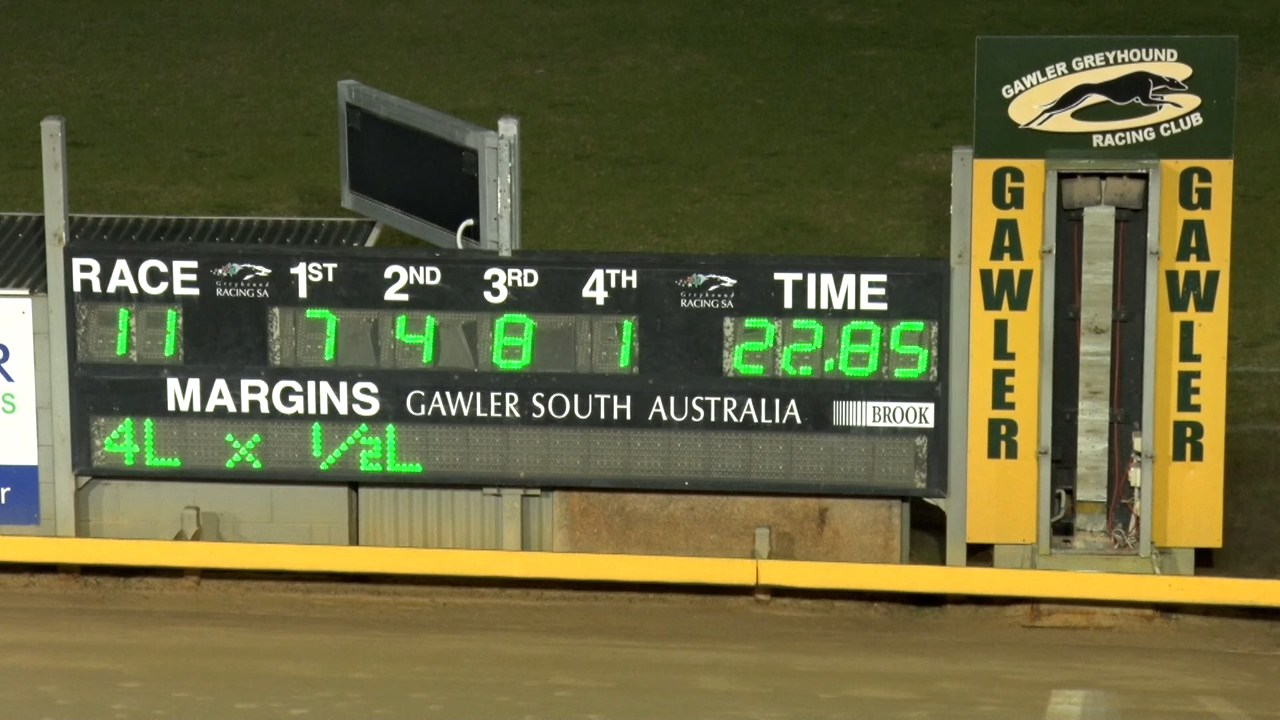 GAWLER GREYHOUND
RACING CLUB
GAWLER
GAWLER
RACE
Greyhound
RACING SA
1ST 2ND 3RD 4TH
Greyhound
RACING SA
TIME
11 7 4 8 1 22.85
MARGINS GAWLER SOUTH AUSTRALIA BROOK
4L x 1/2L
R
S
r